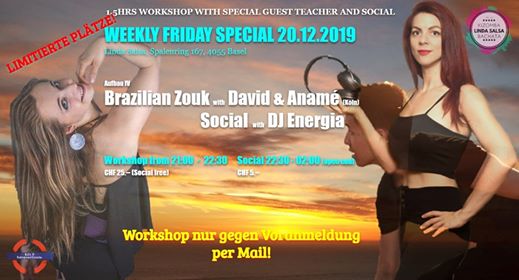 1.5HRS WORKSHOP WITH SPECIAL GUEST TEACHER AND SOCIAL
LIMITIERTE PLÄTZE!
WEEKLY FRIDAY SPECIAL 20.12.2019
Linda Salsa, Spalenring 167, 4055 Basel
KIZOMBA
LINDA SALSA
BACHATA
Aufbau IV
Brazilian Zouk with David & Anamé (Köln)
Social with DJ Energia
Workshop from 21:00 - 22:30 Social 22:30-02:00 (open end)
CHF 25,- (Social free) CHF 5,-
Workshop nur gegen Voranmeldung
per Mail!